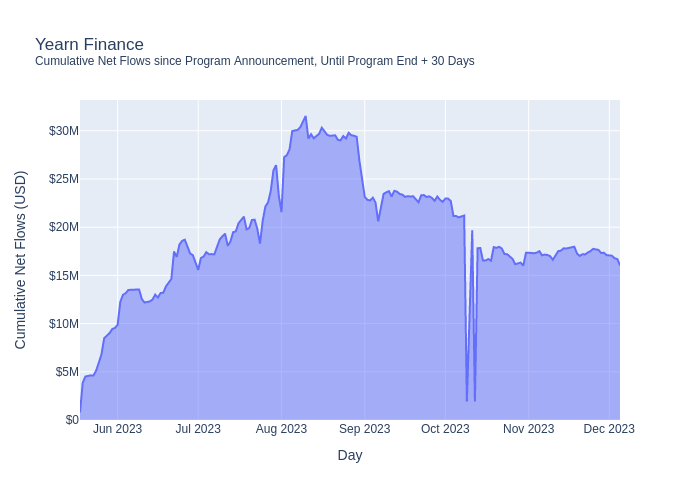 Yearn Finance
Cumulative Net Flows since Program Announcement, Until Program End + 30 Days
Cumulative Net Flows (USD)
$30M
$25M
$20M
$15M
$10M
$5M
$0
Jun 2023 Jul 2023 Aug 2023 Sep 2023 Oct 2023 Nov 2023 Dec 2023
Day